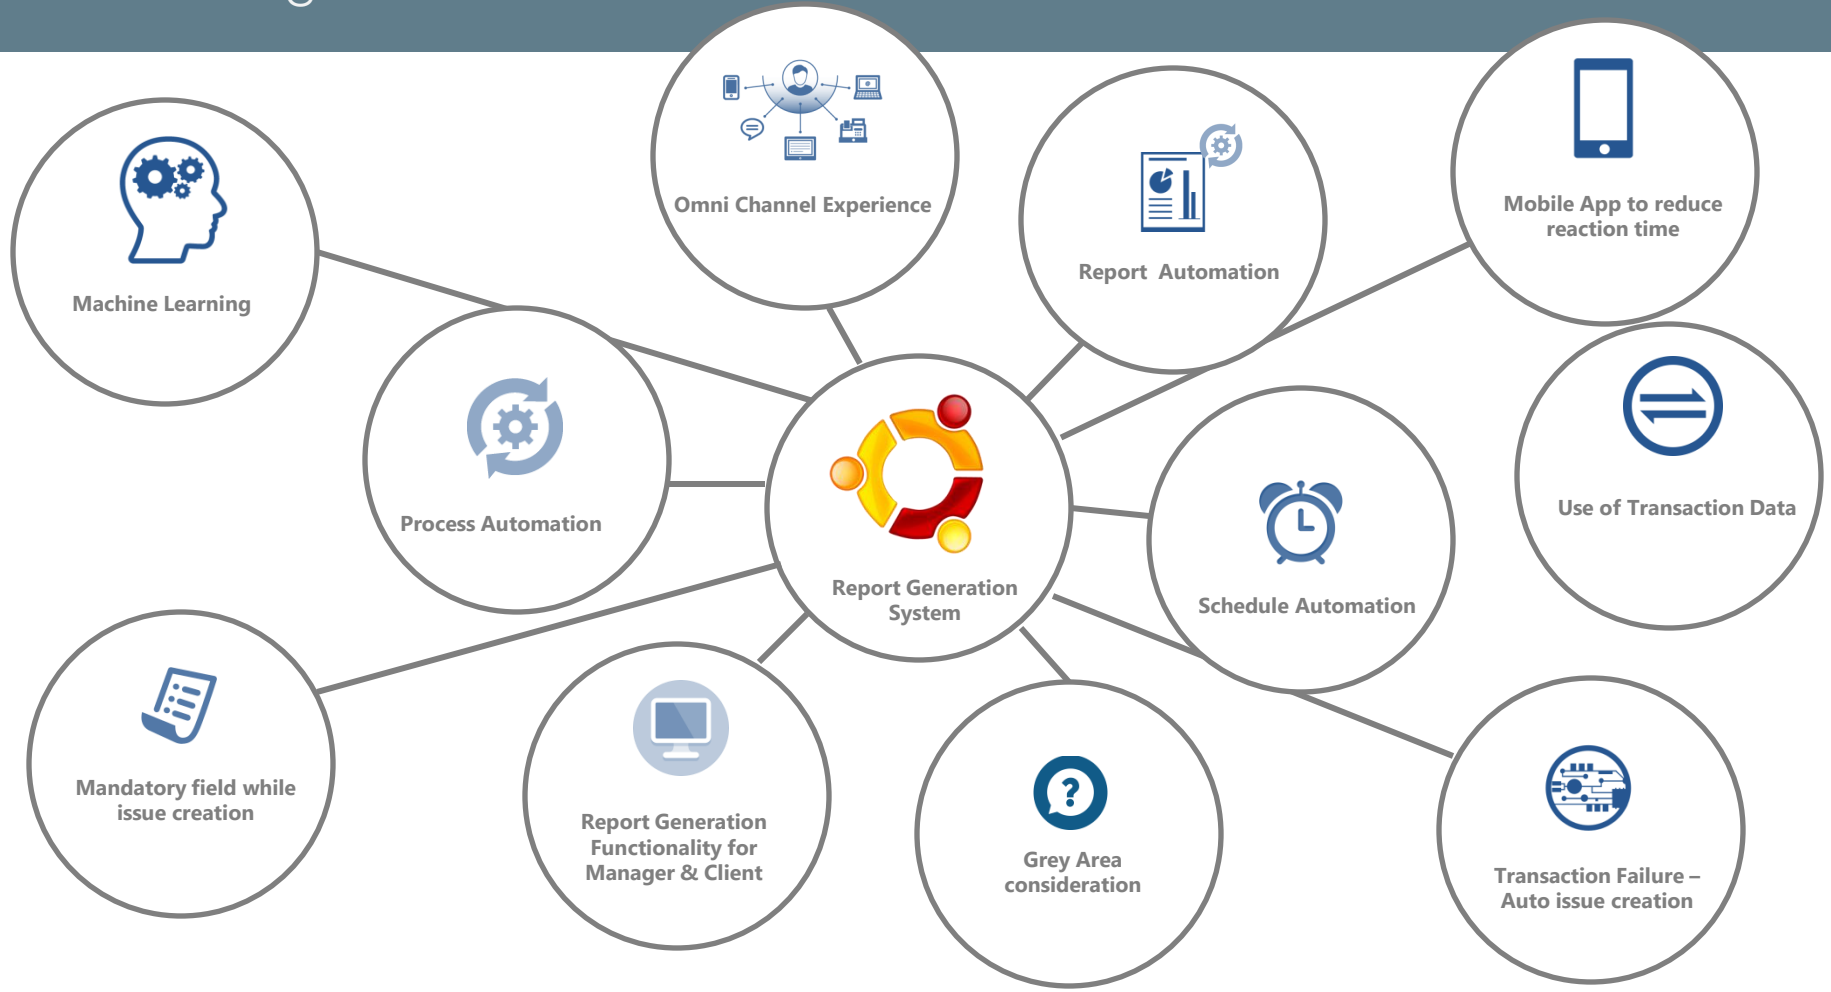 Omni Channel Experience
Mobile App to reduce
reaction time
Report  Automation
Machine Learning
Use of Transaction Data
Process Automation
Report Generation
System
Schedule Automation
Mandatory field while
issue creation
Report Generation
Functionality for
Manager & Client
Grey Area
consideration
Transaction Failure –
Auto issue creation
?